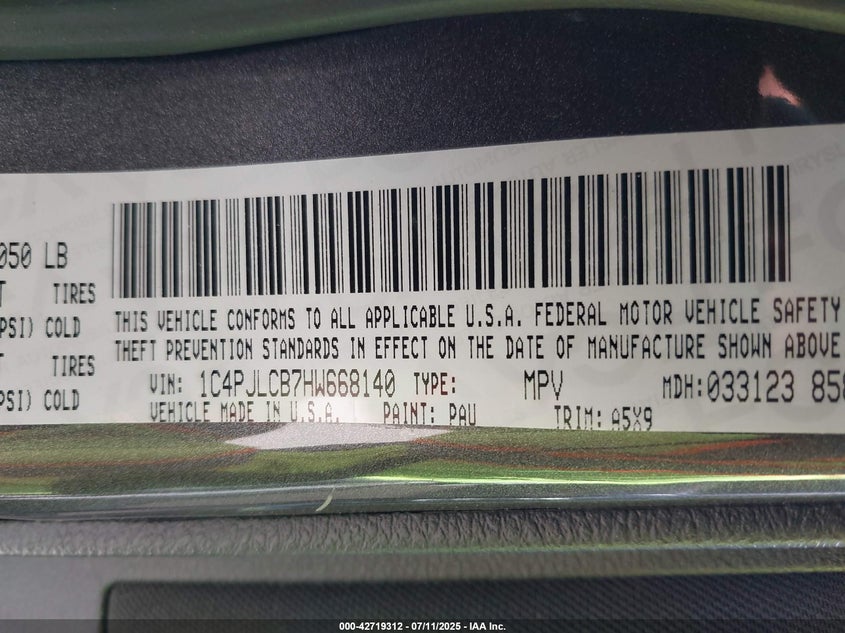 050 LB
T TIRES
PSI) COLD
T TIRES
PSI) COLD
THIS VEHICLE CONFORMS TO ALL APPLICABLE U.S.A. FEDERAL MOTOR VEHICLE SAFETY
THEFT PREVENTION STANDARDS IN EFFECT ON THE DATE OF MANUFACTURE SHOWN ABOVE
VIN: 1C4PJLCB7HW668140 TYPE: MPV MDH: 033123 858
VEHICLE MADE IN U.S.A. PAINT: PAU TRIM: A5X9
000-42719312 - 07/11/2025 - IAA Inc.